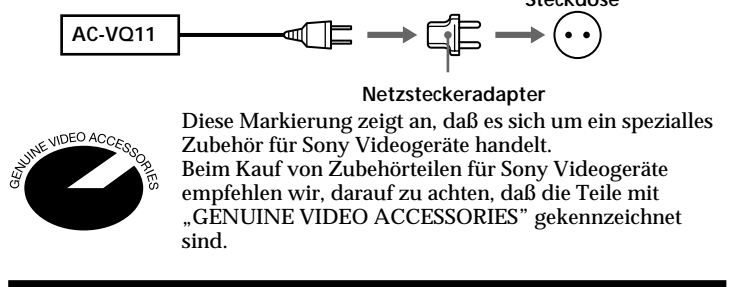 Steckdose
AC-VQ11
Netzsteckeradapter
GENUINE VIDEO ACCESSORIES
Diese Markierung zeigt an, daß es sich um ein spezialles
Zubehör für Sony Videogeräte handelt.
Beim Kauf von Zubehörteilen für Sony Videogeräte
empfehlen wir, darauf zu achten, daß die Teile mit
„GENUINE VIDEO ACCESSORIES” gekennzeichnet
sind.